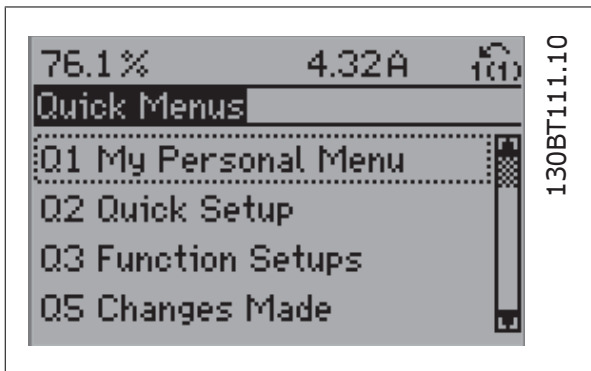 76.1% 4.32A 1(1)
Quick Menus
Q1 My Personal Menu
Q2 Quick Setup
Q3 Function Setups
Q5 Changes Made
130BT111.10